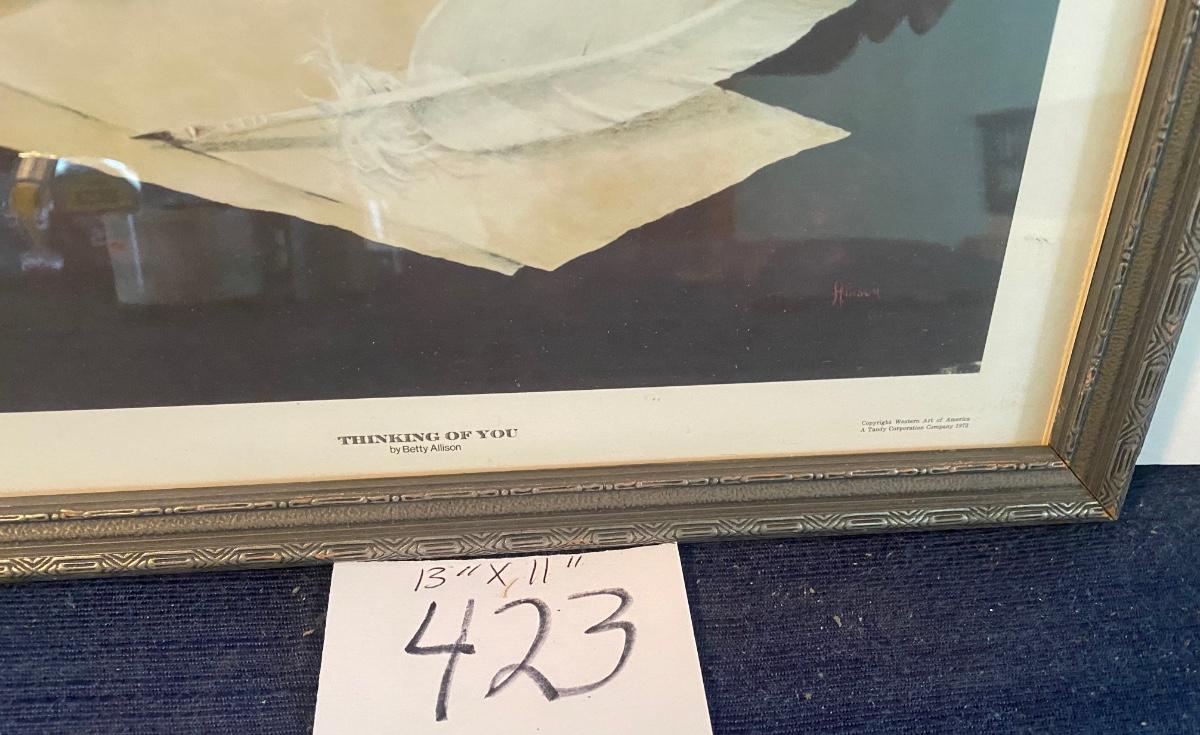 Allison
THINKING OF YOU
by Betty Allison
Copyright Western Art of America
A Tandy Corporation Company 1972
13" X 11"
423